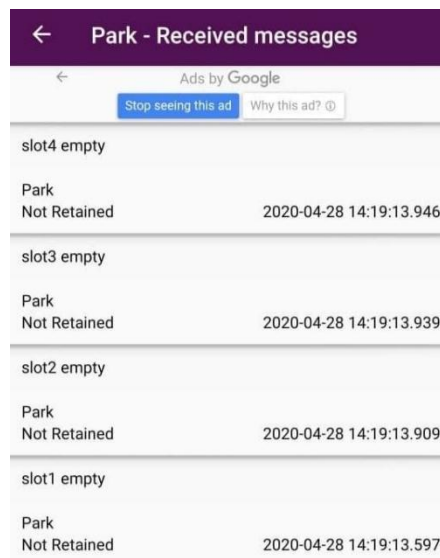 Park - Received messages
Ads by Google
Stop seeing this ad Why this ad?
slot4 empty
Park
Not Retained 2020-04-28 14:19:13.946
slot3 empty
Park
Not Retained 2020-04-28 14:19:13.939
slot2 empty
Park
Not Retained 2020-04-28 14:19:13.909
slot1 empty
Park
Not Retained 2020-04-28 14:19:13.597